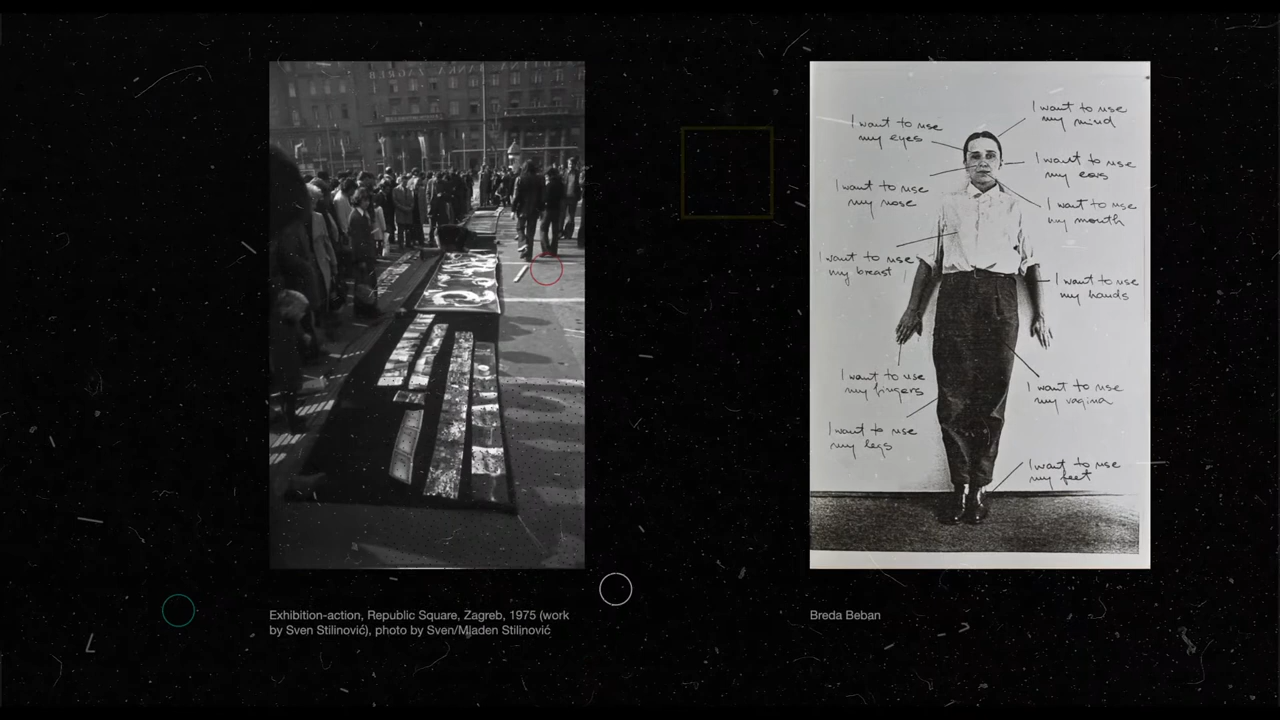 I want to use
my eyes
I want to use
my mind
I want to use
my nose
I want to use
my ears
I want to use
my mouth
I want to use
my breast
I want to use
my hands
I want to use
my fingers
I want to use
my vagina
I want to use
my legs
I want to use
my feet
Exhibition-action, Republic Square, Zagreb, 1975 (work
by Sven Stilinović), photo by Sven/Mladen Stilinović
Breda Beban